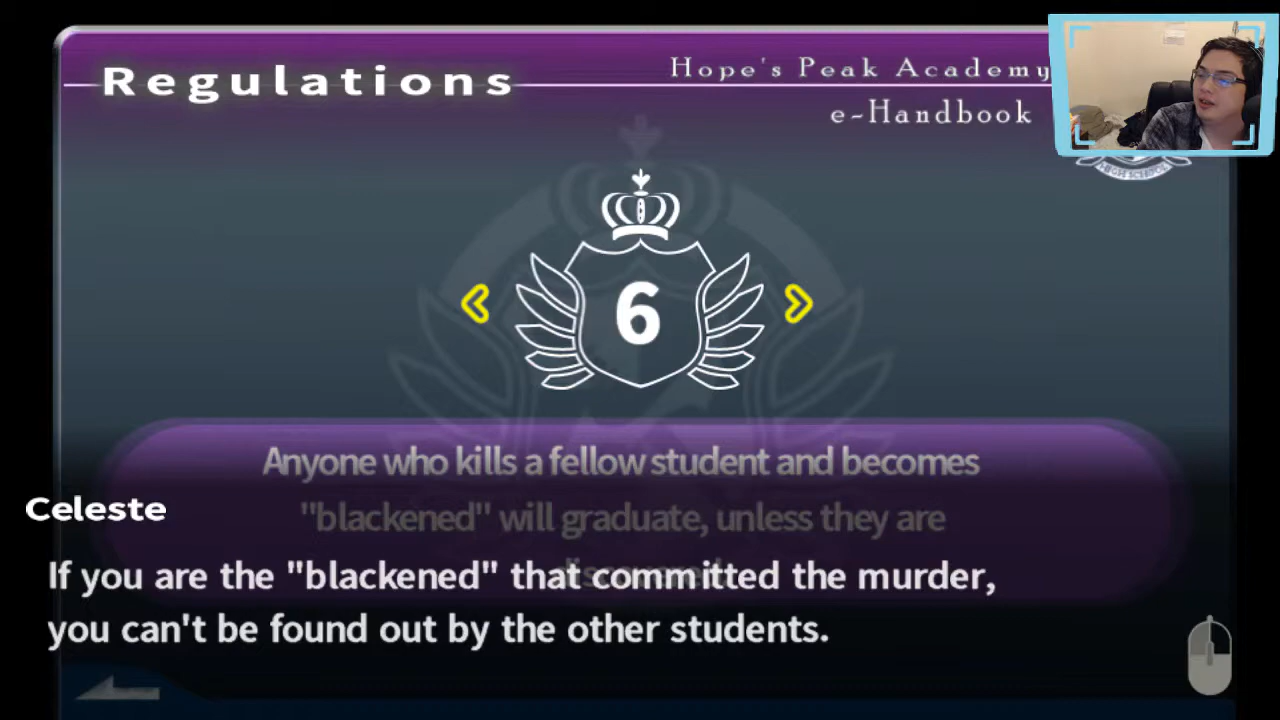 Regulations
Hope's Peak Academy
e-Handbook
6
Anyone who kills a fellow student and becomes
"blackened" will graduate, unless they are
Celeste
If you are the "blackened" that committed the murder,
you can't be found out by the other students.